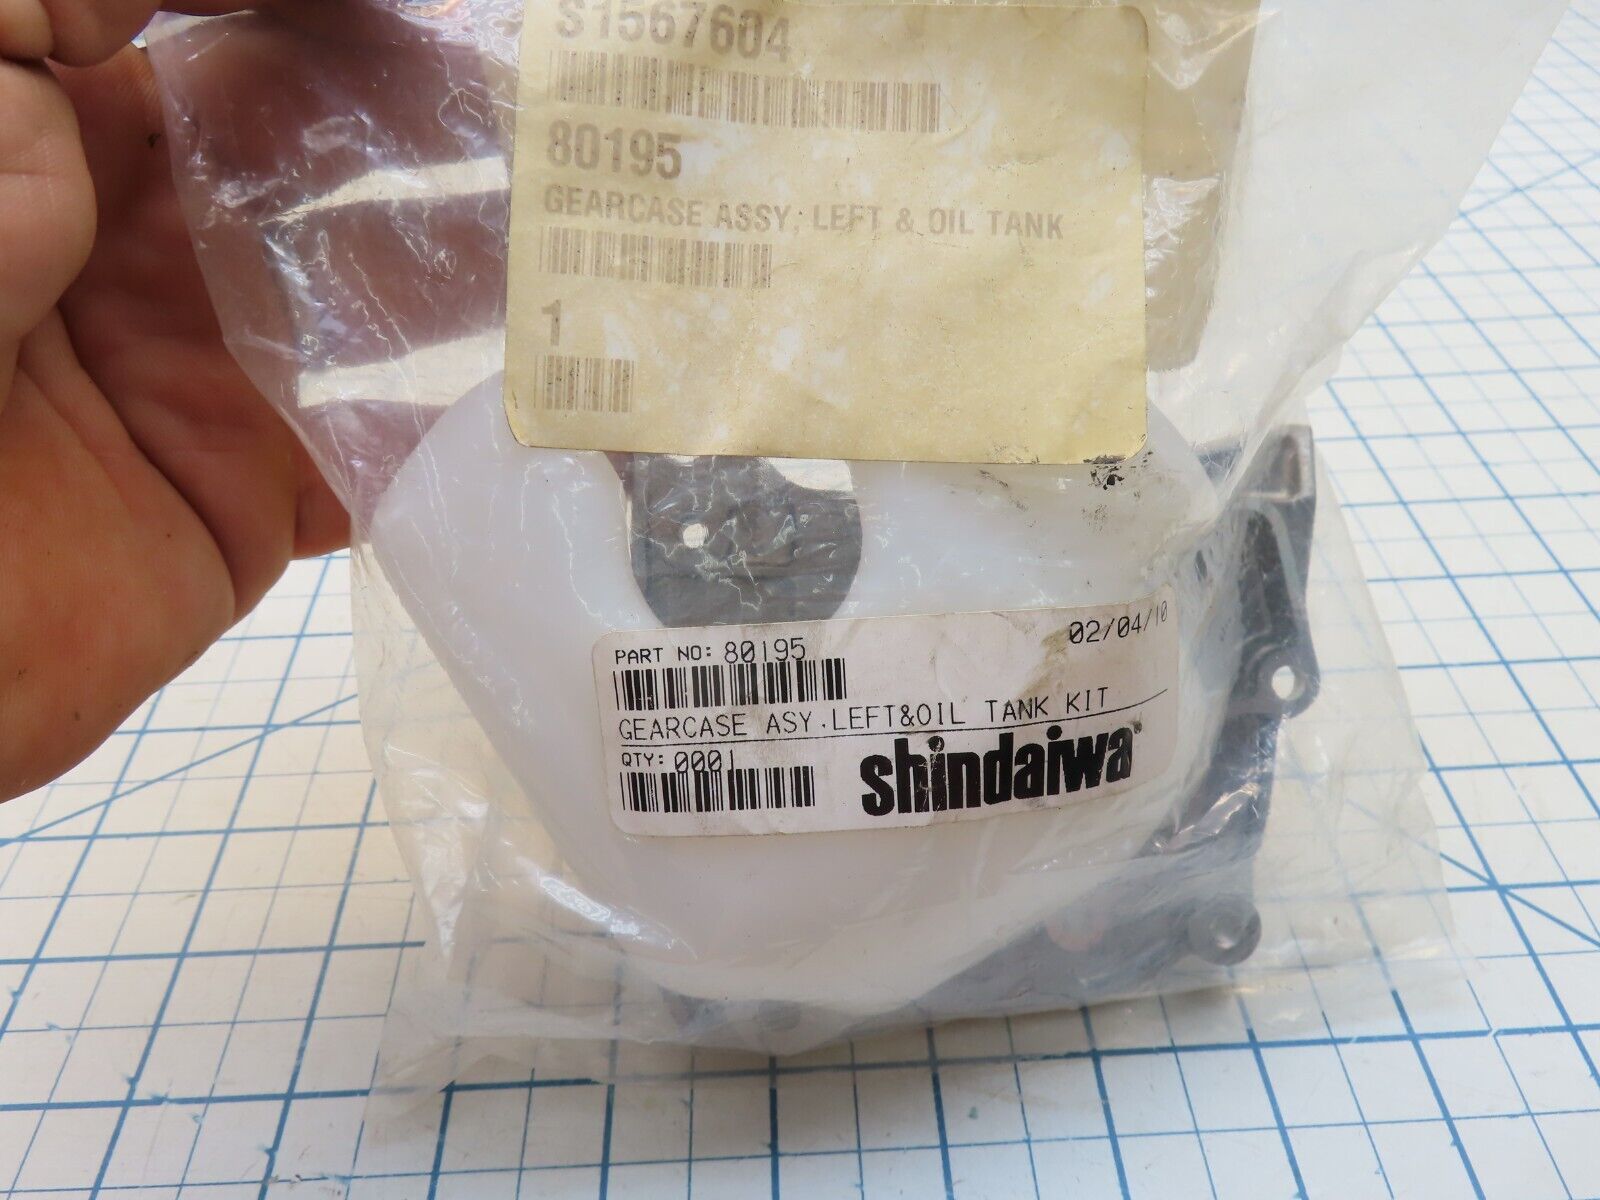 S1567604
80195
GEARCASE ASSY, LEFT & OIL TANK
1
PART NO: 80195
02/04/10
GEARCASE ASY.LEFT&OIL TANK KIT
QTY: 0001
shindaiwa